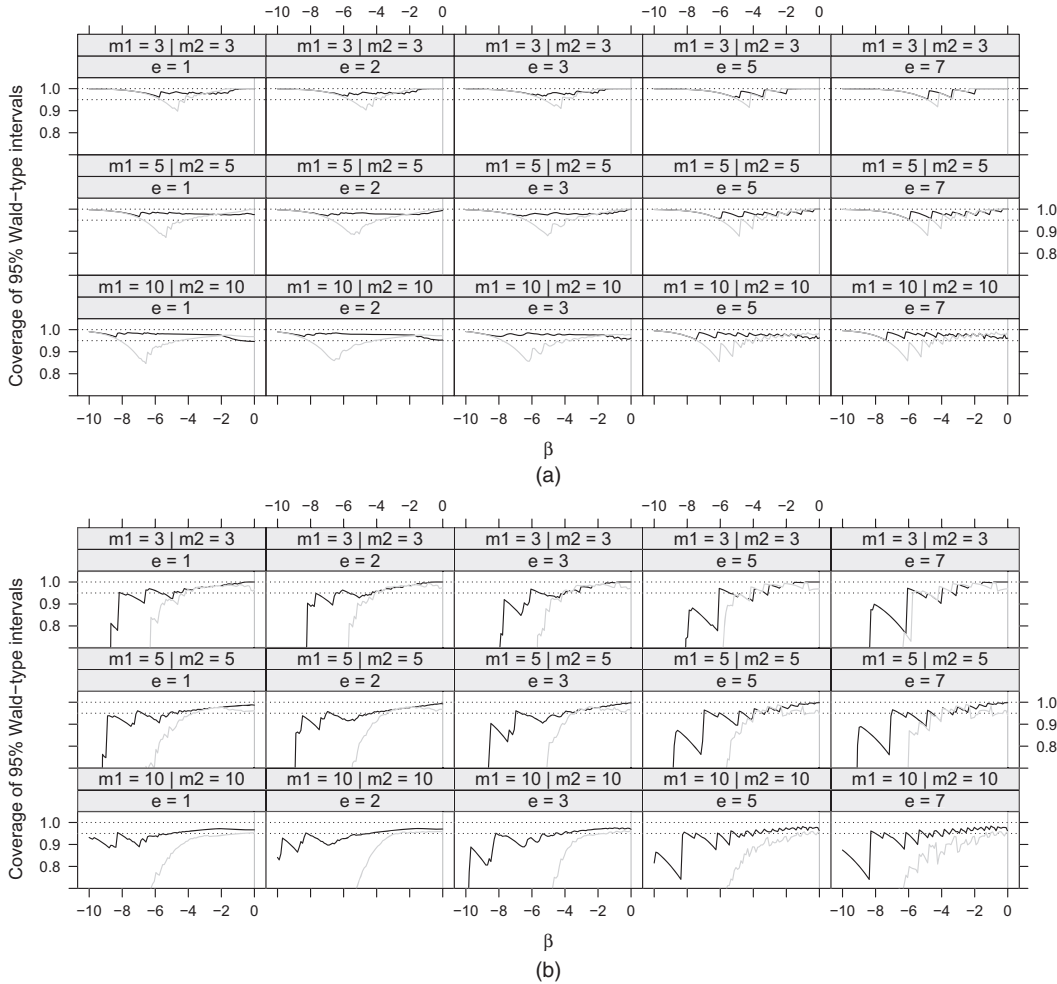 −10 −8 −6 −4 −2 0 −10 −8 −6 −4 −2 0
m1 = 3 | m2 = 3 m1 = 3 | m2 = 3 m1 = 3 | m2 = 3 m1 = 3 | m2 = 3 m1 = 3 | m2 = 3
e = 1 e = 2 e = 3 e = 5 e = 7
1.0
0.9
0.8
m1 = 5 | m2 = 5 m1 = 5 | m2 = 5 m1 = 5 | m2 = 5 m1 = 5 | m2 = 5 m1 = 5 | m2 = 5
e = 1 e = 2 e = 3 e = 5 e = 7
1.0
0.9
0.8
m1 = 10 | m2 = 10 m1 = 10 | m2 = 10 m1 = 10 | m2 = 10 m1 = 10 | m2 = 10 m1 = 10 | m2 = 10
e = 1 e = 2 e = 3 e = 5 e = 7
1.0
0.9
0.8
Coverage of 95% Wald−type intervals
−10 −8 −6 −4 −2 0 −10 −8 −6 −4 −2 0 −10 −8 −6 −4 −2 0
β
(a)
−10 −8 −6 −4 −2 0 −10 −8 −6 −4 −2 0
m1 = 3 | m2 = 3 m1 = 3 | m2 = 3 m1 = 3 | m2 = 3 m1 = 3 | m2 = 3 m1 = 3 | m2 = 3
e = 1 e = 2 e = 3 e = 5 e = 7
1.0
0.9
0.8
m1 = 5 | m2 = 5 m1 = 5 | m2 = 5 m1 = 5 | m2 = 5 m1 = 5 | m2 = 5 m1 = 5 | m2 = 5
e = 1 e = 2 e = 3 e = 5 e = 7
1.0
0.9
0.8
m1 = 10 | m2 = 10 m1 = 10 | m2 = 10 m1 = 10 | m2 = 10 m1 = 10 | m2 = 10 m1 = 10 | m2 = 10
e = 1 e = 2 e = 3 e = 5 e = 7
1.0
0.9
0.8
Coverage of 95% Wald−type intervals
−10 −8 −6 −4 −2 0 −10 −8 −6 −4 −2 0 −10 −8 −6 −4 −2 0
β
(b)